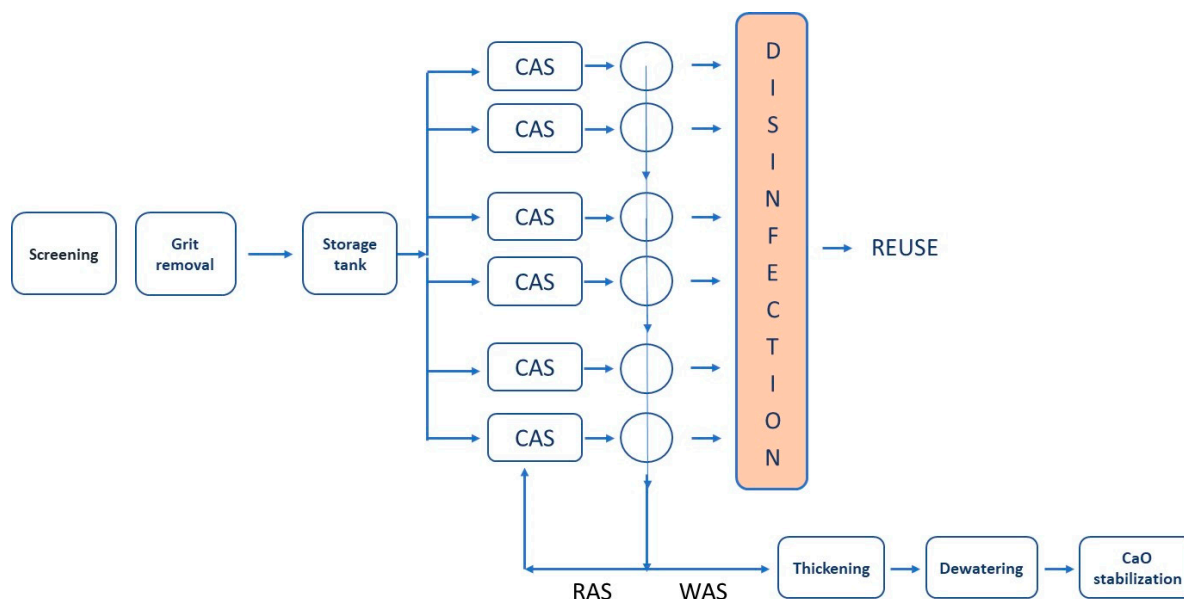 CAS
CAS
CAS
CAS
CAS
CAS
Screening
Grit
removal
Storage
tank
D
I
S
I
N
F
E
C
T
I
O
N
REUSE
RAS
WAS
Thickening
Dewatering
CaO
stabilization